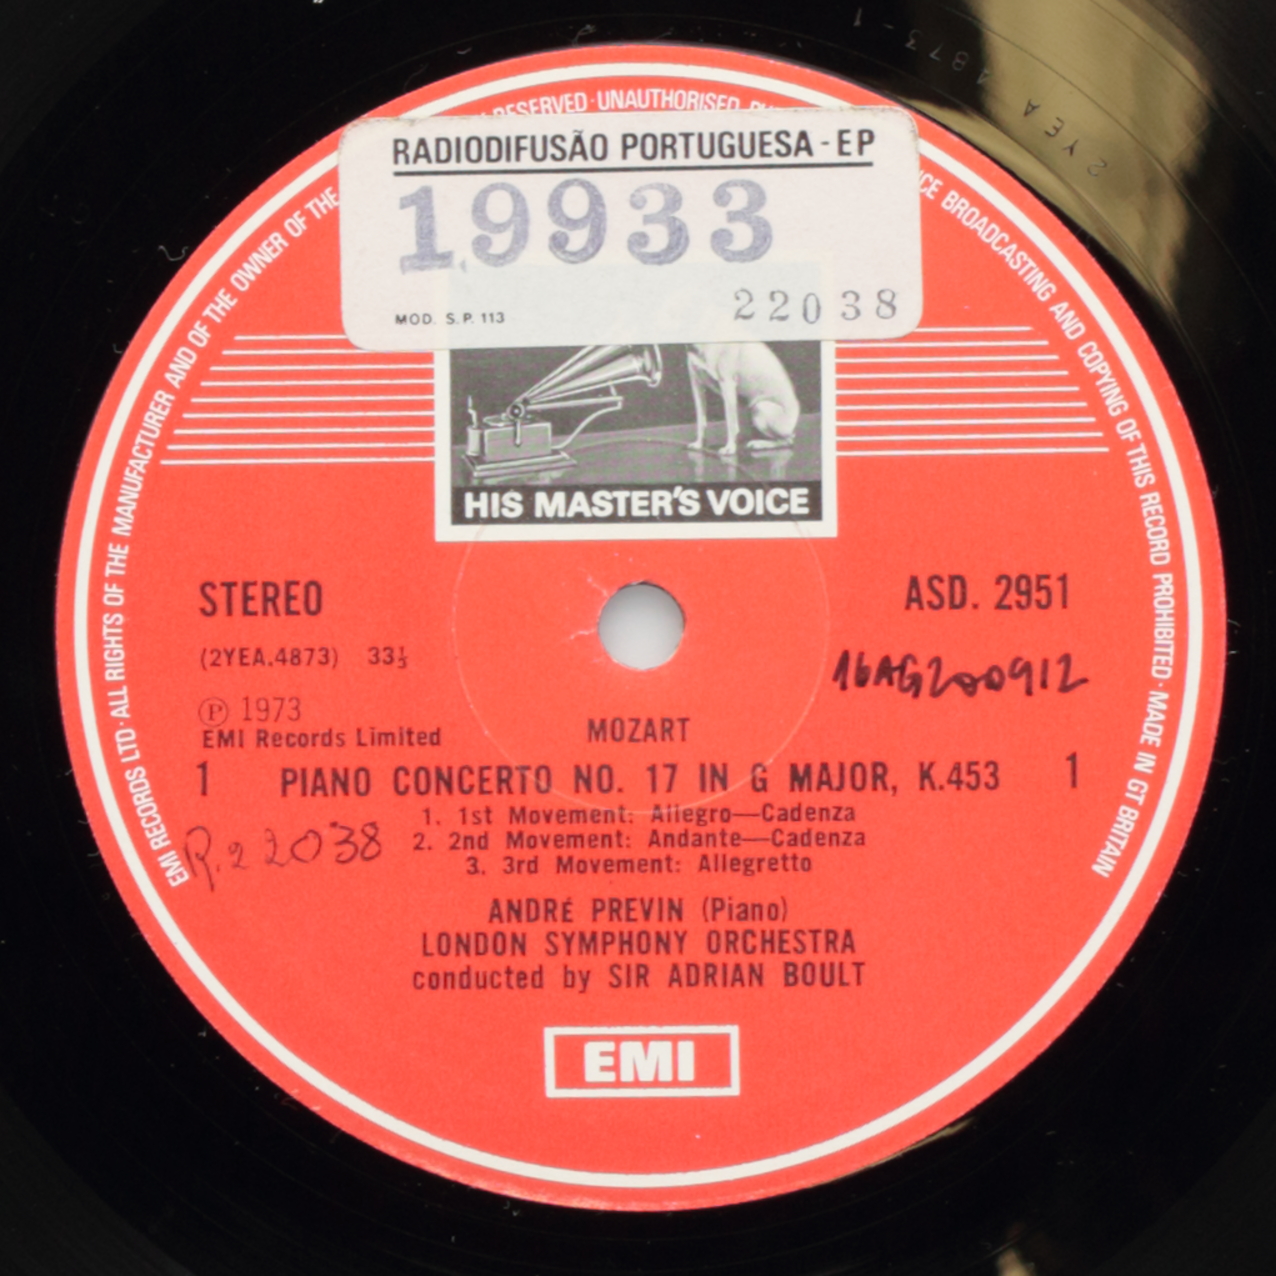 RESERVED · UNAUTHORISED
RADIODIFUSÃO PORTUGUESA - EP
19933
MOD. S.P. 113
22038
HIS MASTER'S VOICE
STEREO
ASD. 2951
(2YEA.4873) 33⅓
16AG200912
℗ 1973
EMI Records Limited
MOZART
1 PIANO CONCERTO NO. 17 IN G MAJOR, K.453 1
1. 1st Movement: Allegro—Cadenza
2. 2nd Movement: Andante—Cadenza
3. 3rd Movement: Allegretto
R.22038
ANDRÉ PREVIN (Piano)
LONDON SYMPHONY ORCHESTRA
conducted by SIR ADRIAN BOULT
EMI
EMI RECORDS LTD · ALL RIGHTS OF THE MANUFACTURER AND OF THE OWNER OF THE
BROADCASTING AND COPYING OF THIS RECORD PROHIBITED · MADE IN GT BRITAIN
2YEA 4873-1